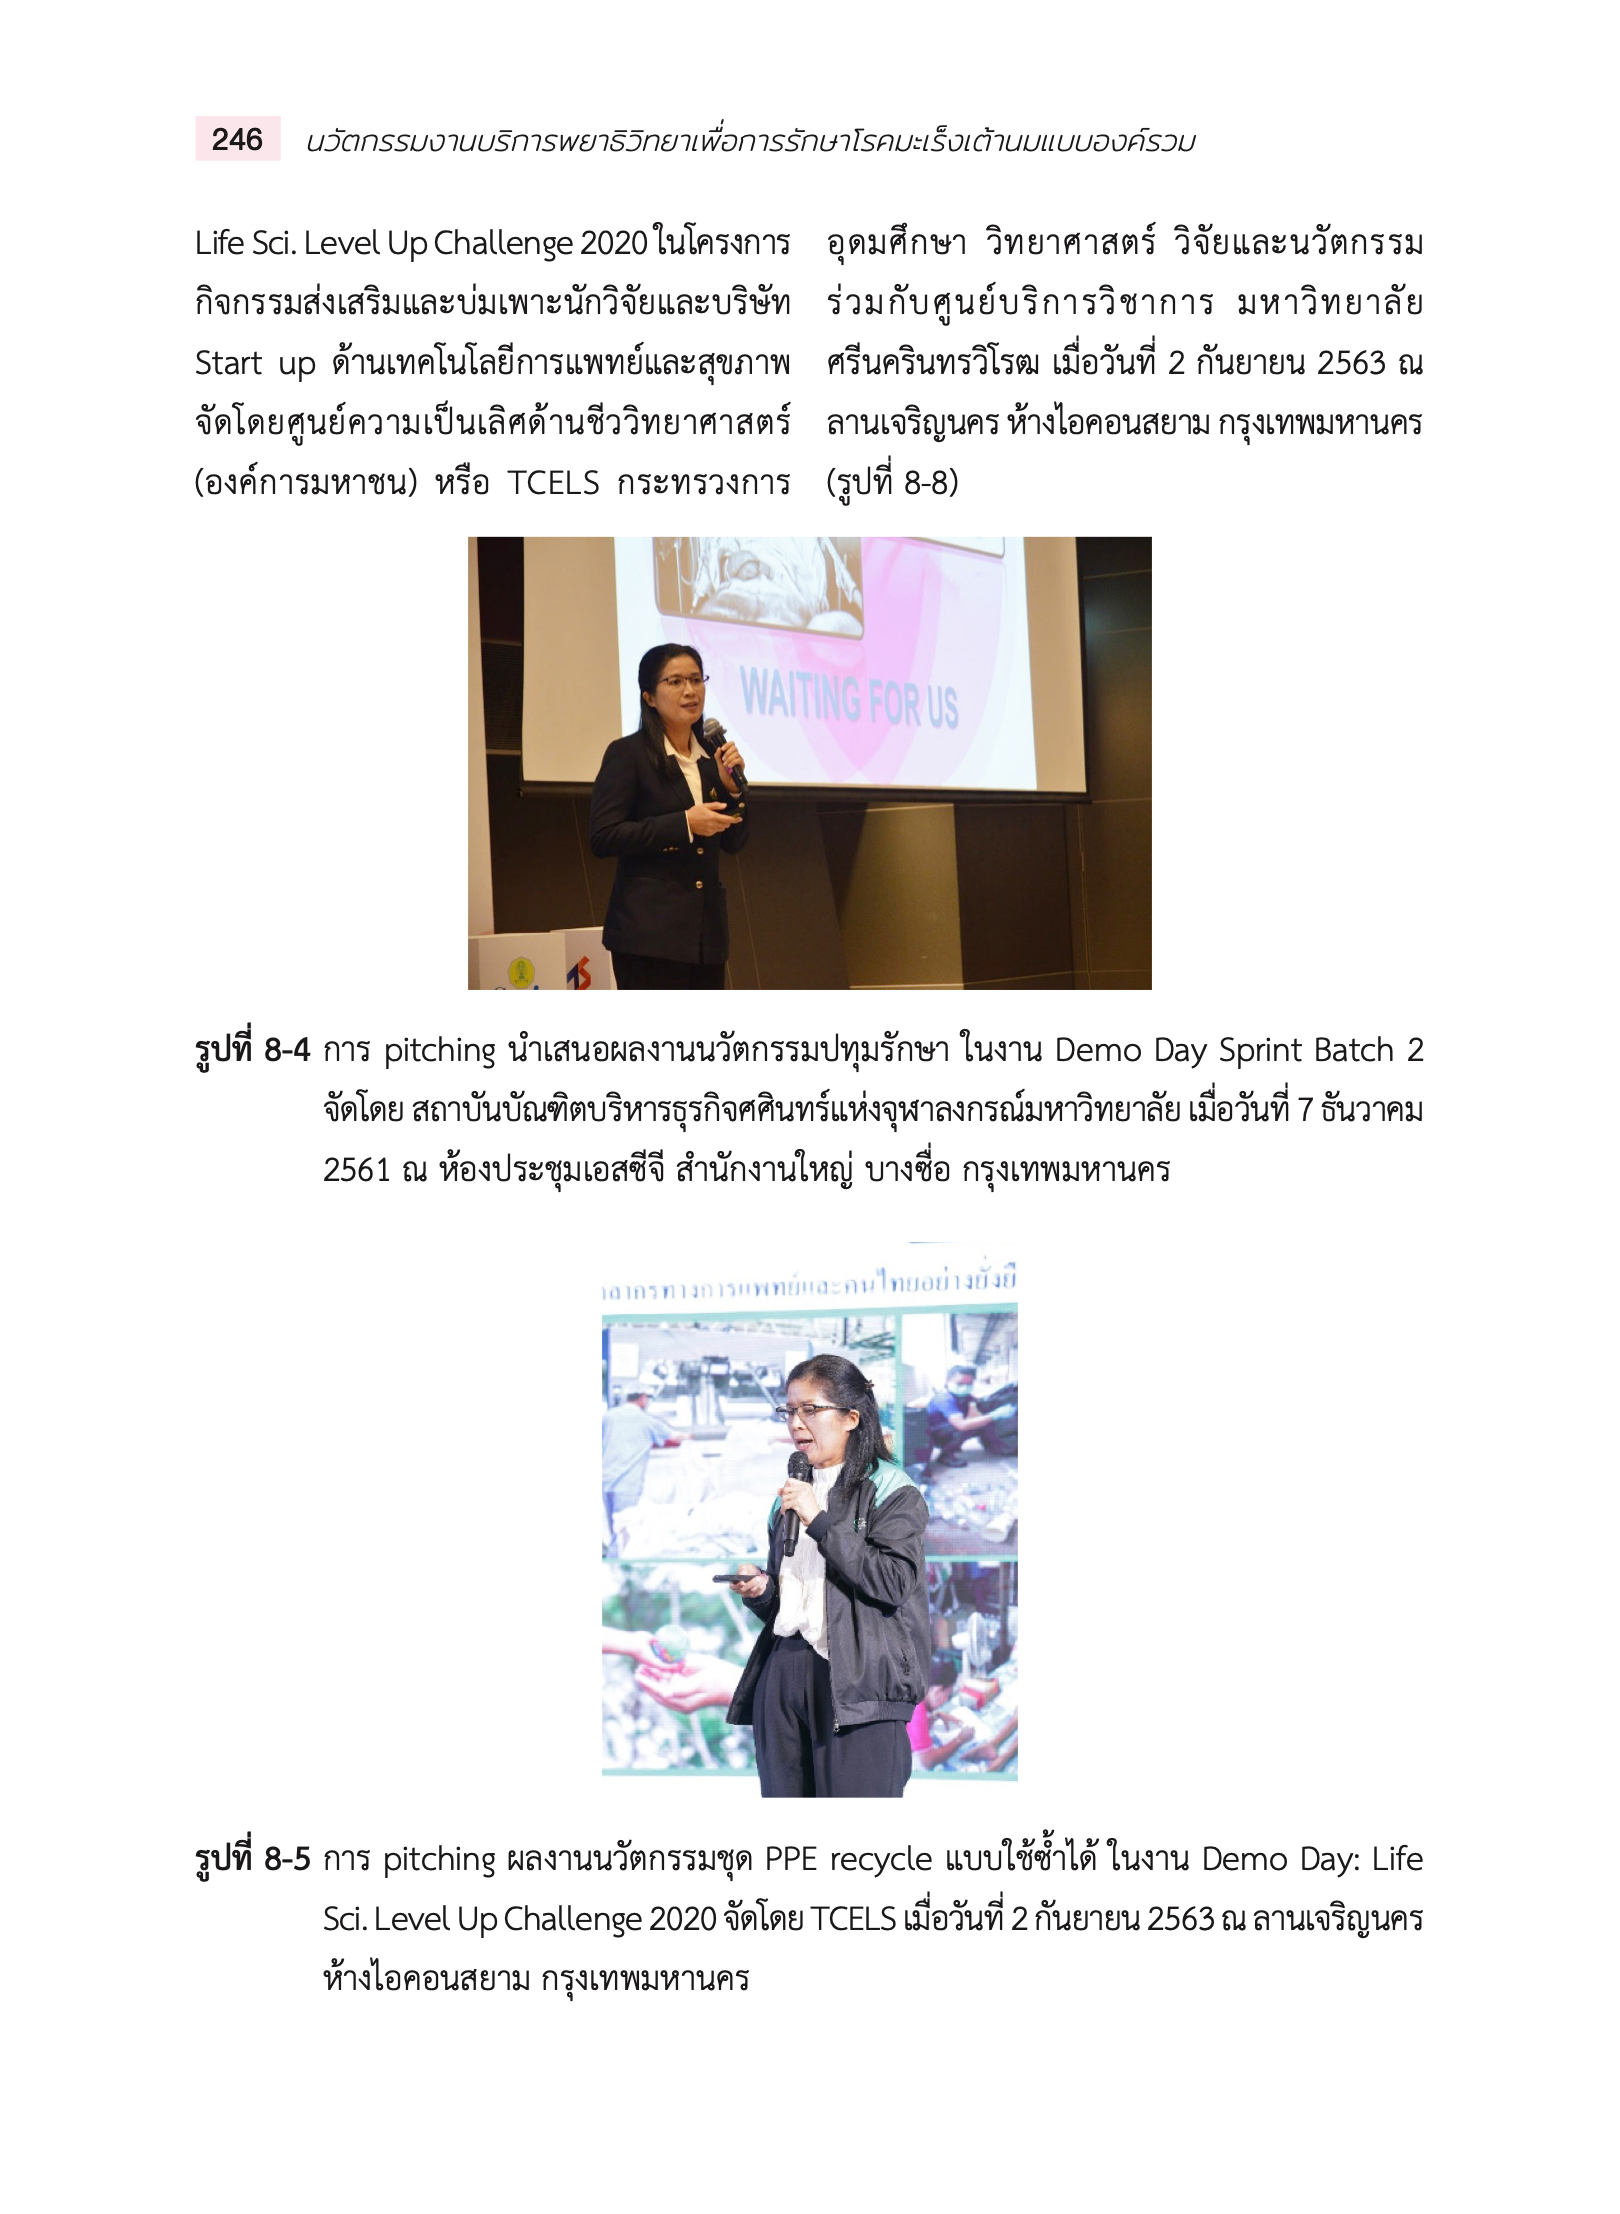 246 นวัตกรรมงานบริการพยาธิวิทยาเพื่อการรักษาโรคมะเร็งเต้านมแบบองค์รวม
Life Sci. Level Up Challenge 2020 ในโครงการ
กิจกรรมส่งเสริมและบ่มเพาะนักวิจัยและบริษัท
Start up ด้านเทคโนโลยีการแพทย์และสุขภาพ
จัดโดยศูนย์ความเป็นเลิศด้านชีววิทยาศาสตร์
(องค์การมหาชน) หรือ TCELS กระทรวงการ
อุดมศึกษา วิทยาศาสตร์ วิจัยและนวัตกรรม
ร่วมกับศูนย์บริการวิชาการ มหาวิทยาลัย
ศรีนครินทรวิโรฒ เมื่อวันที่ 2 กันยายน 2563 ณ
ลานเจริญนคร ห้างไอคอนสยาม กรุงเทพมหานคร
(รูปที่ 8-8)
WAITING FOR US
รูปที่ 8-4 การ pitching นำเสนอผลงานนวัตกรรมปทุมรักษา ในงาน Demo Day Sprint Batch 2
จัดโดย สถาบันบัณฑิตบริหารธุรกิจศศินทร์แห่งจุฬาลงกรณ์มหาวิทยาลัย เมื่อวันที่ 7 ธันวาคม
2561 ณ ห้องประชุมเอสซีจี สำนักงานใหญ่ บางซื่อ กรุงเทพมหานคร
ลากรทางการแพทย์และคนไทยอย่างยั่งยื
รูปที่ 8-5 การ pitching ผลงานนวัตกรรมชุด PPE recycle แบบใช้ซ้ำได้ ในงาน Demo Day: Life
Sci. Level Up Challenge 2020 จัดโดย TCELS เมื่อวันที่ 2 กันยายน 2563 ณ ลานเจริญนคร
ห้างไอคอนสยาม กรุงเทพมหานคร